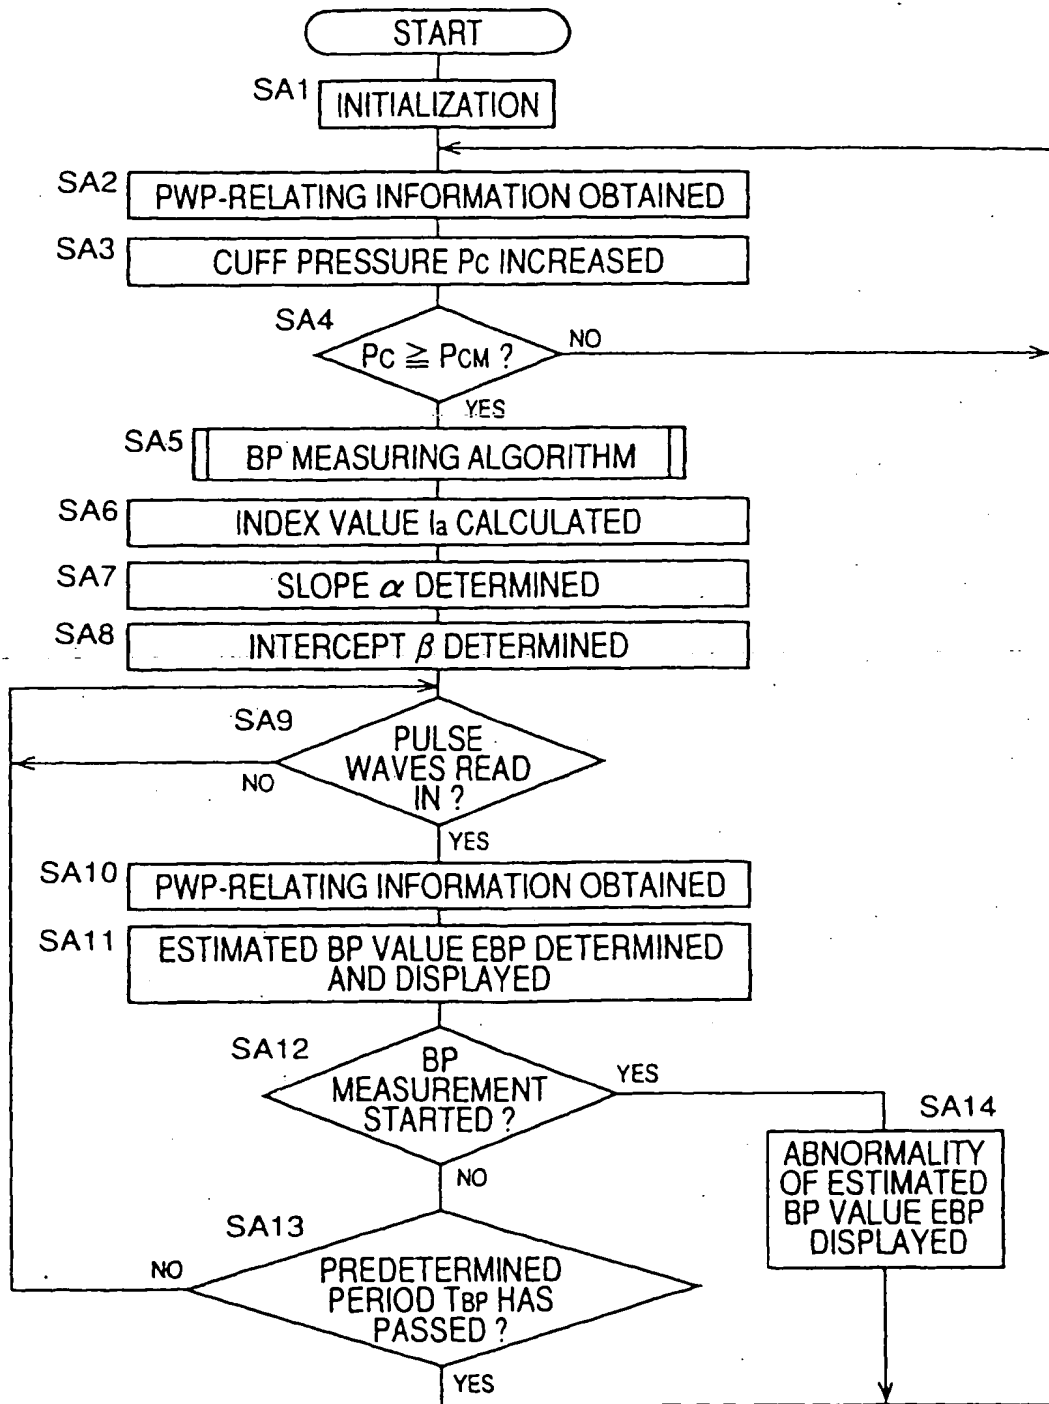 START
SA1
INITIALIZATION
SA2
PWP-RELATING INFORMATION OBTAINED
SA3
CUFF PRESSURE PC INCREASED
SA4
PC ≧ PCM ?
NO
YES
SA5
BP MEASURING ALGORITHM
SA6
INDEX VALUE Ia CALCULATED
SA7
SLOPE α DETERMINED
SA8
INTERCEPT β DETERMINED
SA9
PULSE
WAVES READ
IN ?
NO
YES
SA10
PWP-RELATING INFORMATION OBTAINED
SA11
ESTIMATED BP VALUE EBP DETERMINED
AND DISPLAYED
SA12
BP
MEASUREMENT
STARTED ?
YES
NO
SA14
ABNORMALITY
OF ESTIMATED
BP VALUE EBP
DISPLAYED
SA13
PREDETERMINED
PERIOD TBP HAS
PASSED ?
NO
YES